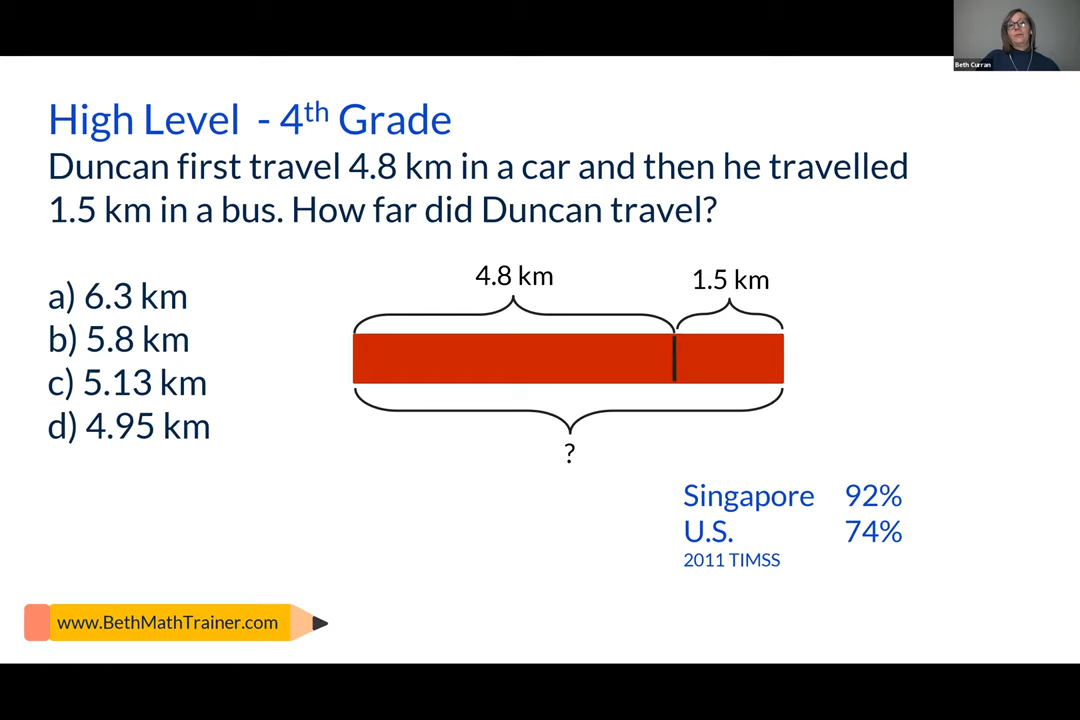 Beth Curran
High Level - 4th Grade
Duncan first travel 4.8 km in a car and then he travelled
1.5 km in a bus. How far did Duncan travel?
a) 6.3 km
b) 5.8 km
c) 5.13 km
d) 4.95 km
4.8 km
1.5 km
?
Singapore 92%
U.S. 74%
2011 TIMSS
www.BethMathTrainer.com